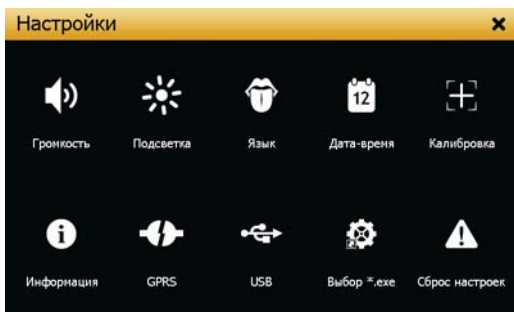 Настройки
Громкость Подсветка Язык 12 Дата-время Калибровка
Информация GPRS USB Выбор *.exe Сброс настроек